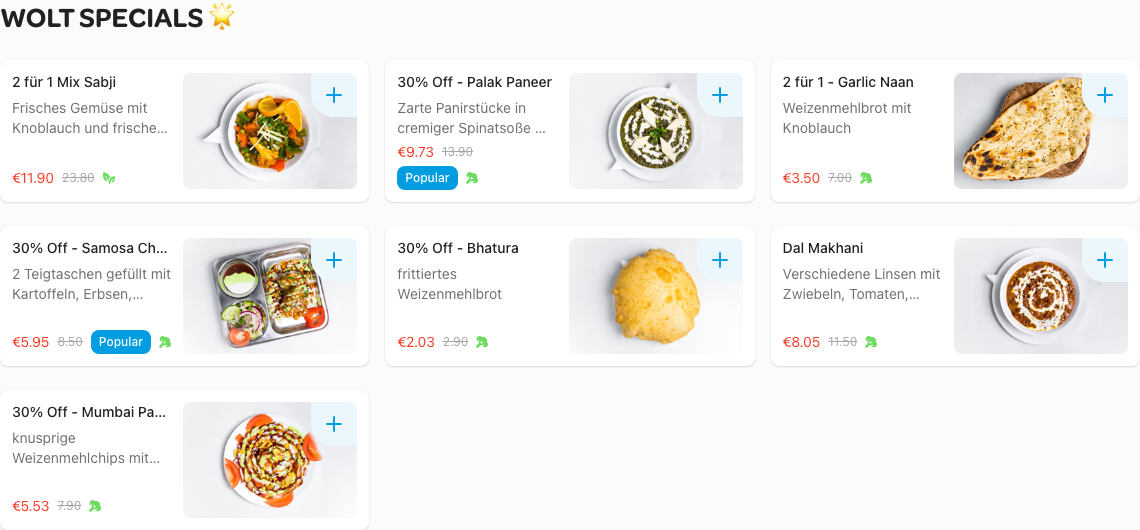 WOLT SPECIALS 🌟
2 für 1 Mix Sabji
Frisches Gemüse mit
Knoblauch und frische...
€11.90 23.80
30% Off - Palak Paneer
Zarte Panirstücke in
cremiger Spinatsoße ...
€9.73 13.90
Popular
2 für 1 - Garlic Naan
Weizenmehlbrot mit
Knoblauch
€3.50 7.00
30% Off - Samosa Ch...
2 Teigtaschen gefüllt mit
Kartoffeln, Erbsen,...
€5.95 8.50 Popular
30% Off - Bhatura
frittiertes
Weizenmehlbrot
€2.03 2.90
Dal Makhani
Verschiedene Linsen mit
Zwiebeln, Tomaten,...
€8.05 11.50
30% Off - Mumbai Pa...
knusprige
Weizenmehlchips mit...
€5.53 7.90